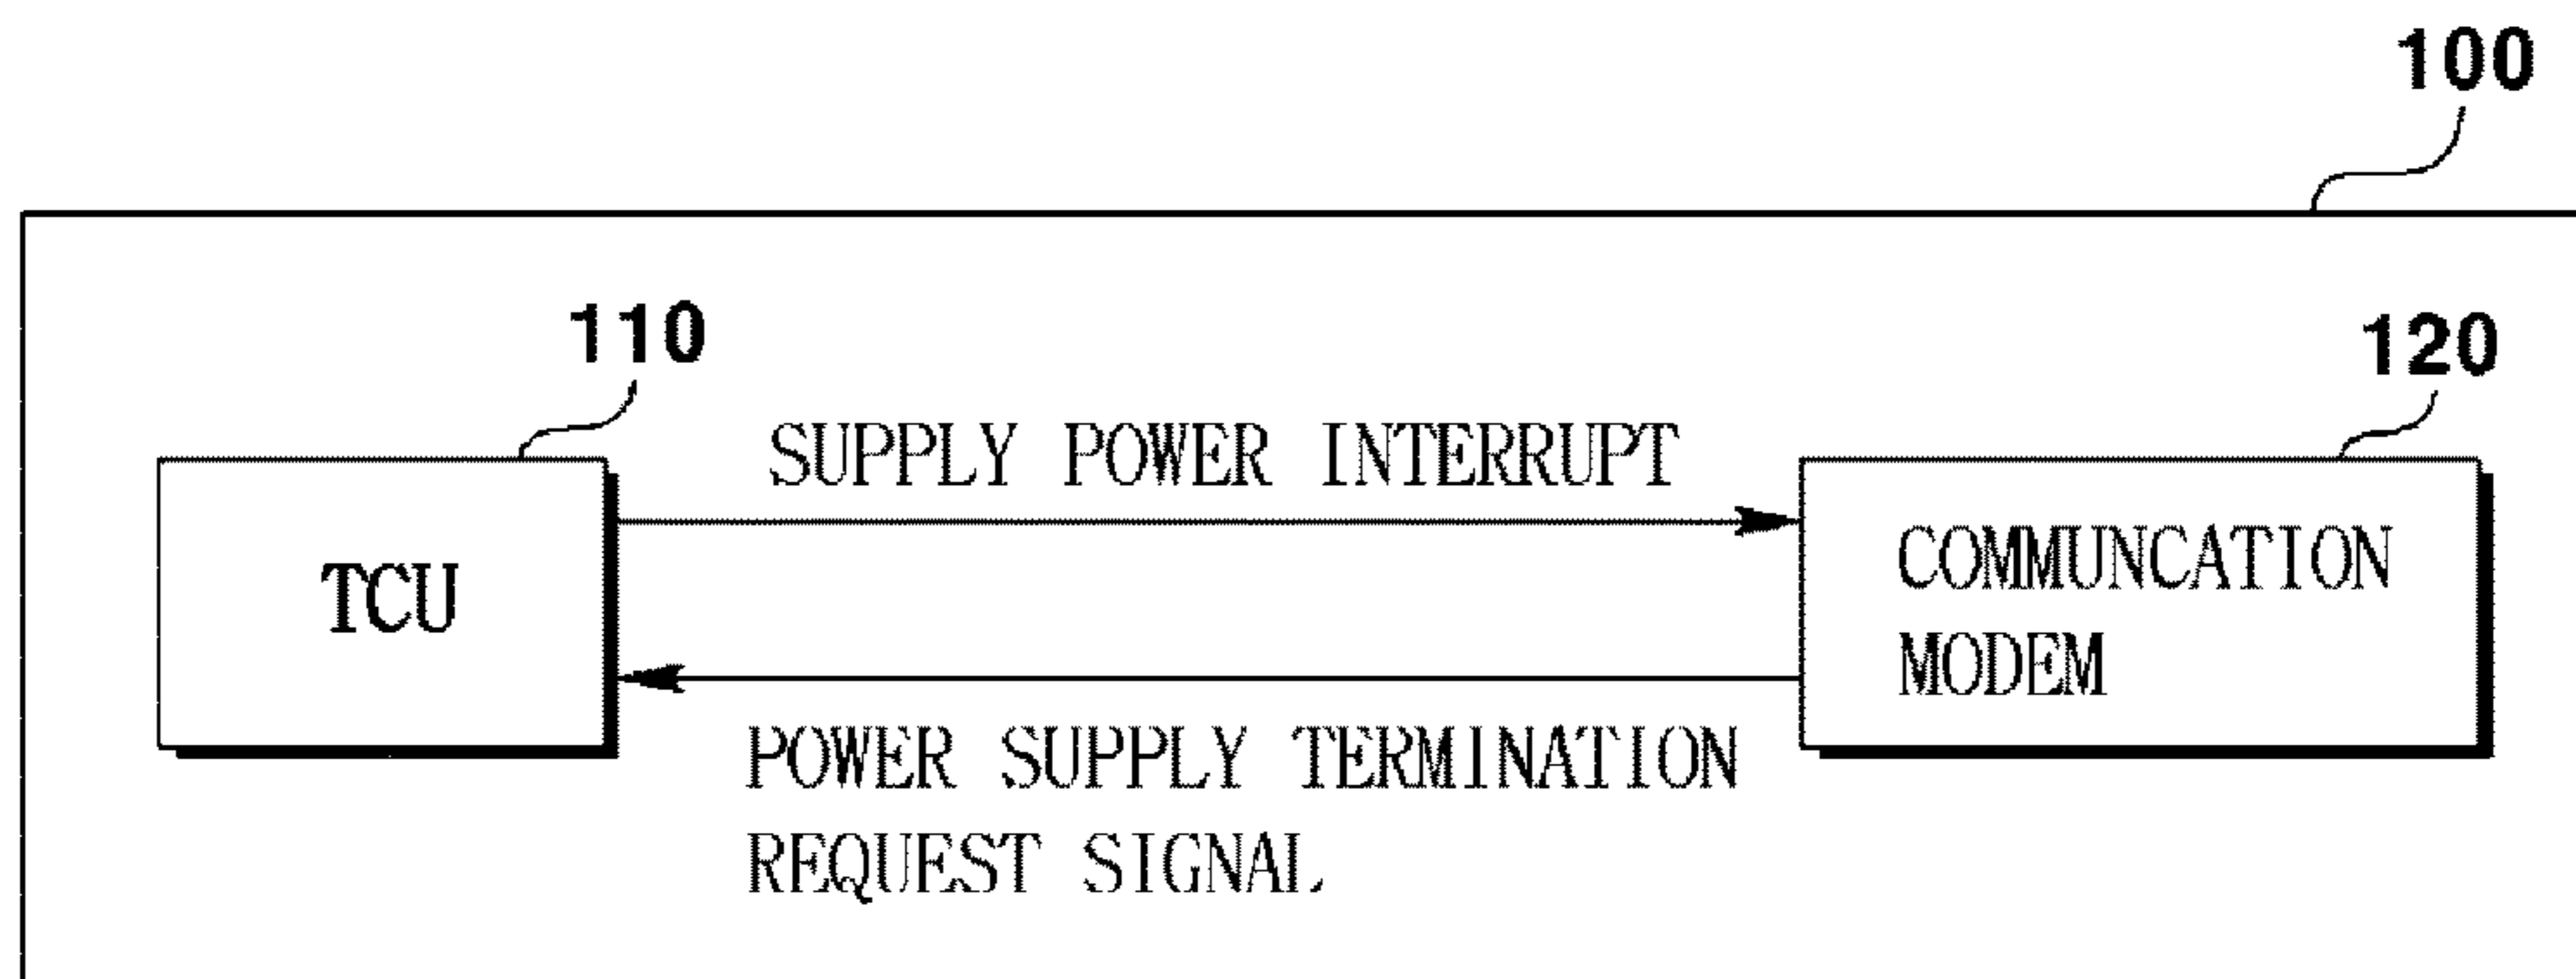 100
110
120
SUPPLY POWER INTERRUPT
TCU
COMMUNCATION
MODEM
POWER SUPPLY TERMINATION
REQUEST SIGNAL